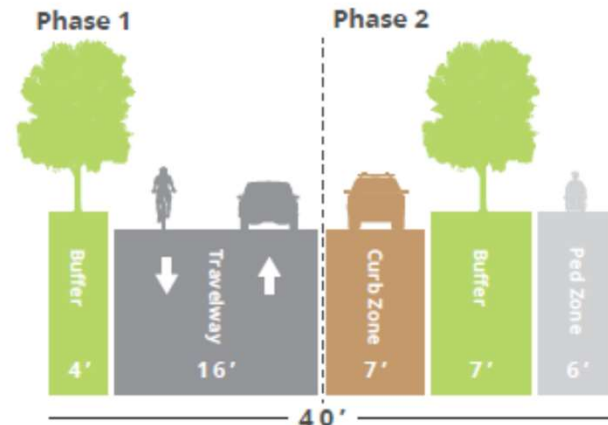 Phase 1
Phase 2
Buffer
4'
Travelway
16'
Curb Zone
7'
Buffer
7'
Ped Zone
6'
40'